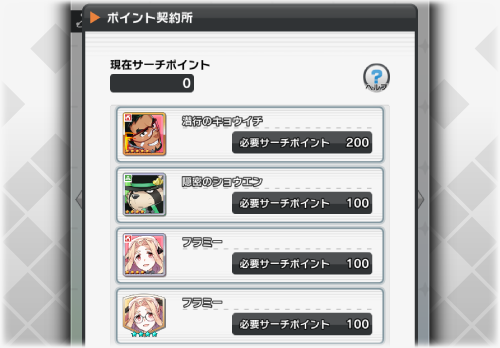 ポイント契約所
現在サーチポイント
0
ヘルプ
潜行のキョウイチ
必要サーチポイント 200
隠密のショウエン
必要サーチポイント 100
フラミー
必要サーチポイント 100
フラミー
必要サーチポイント 100